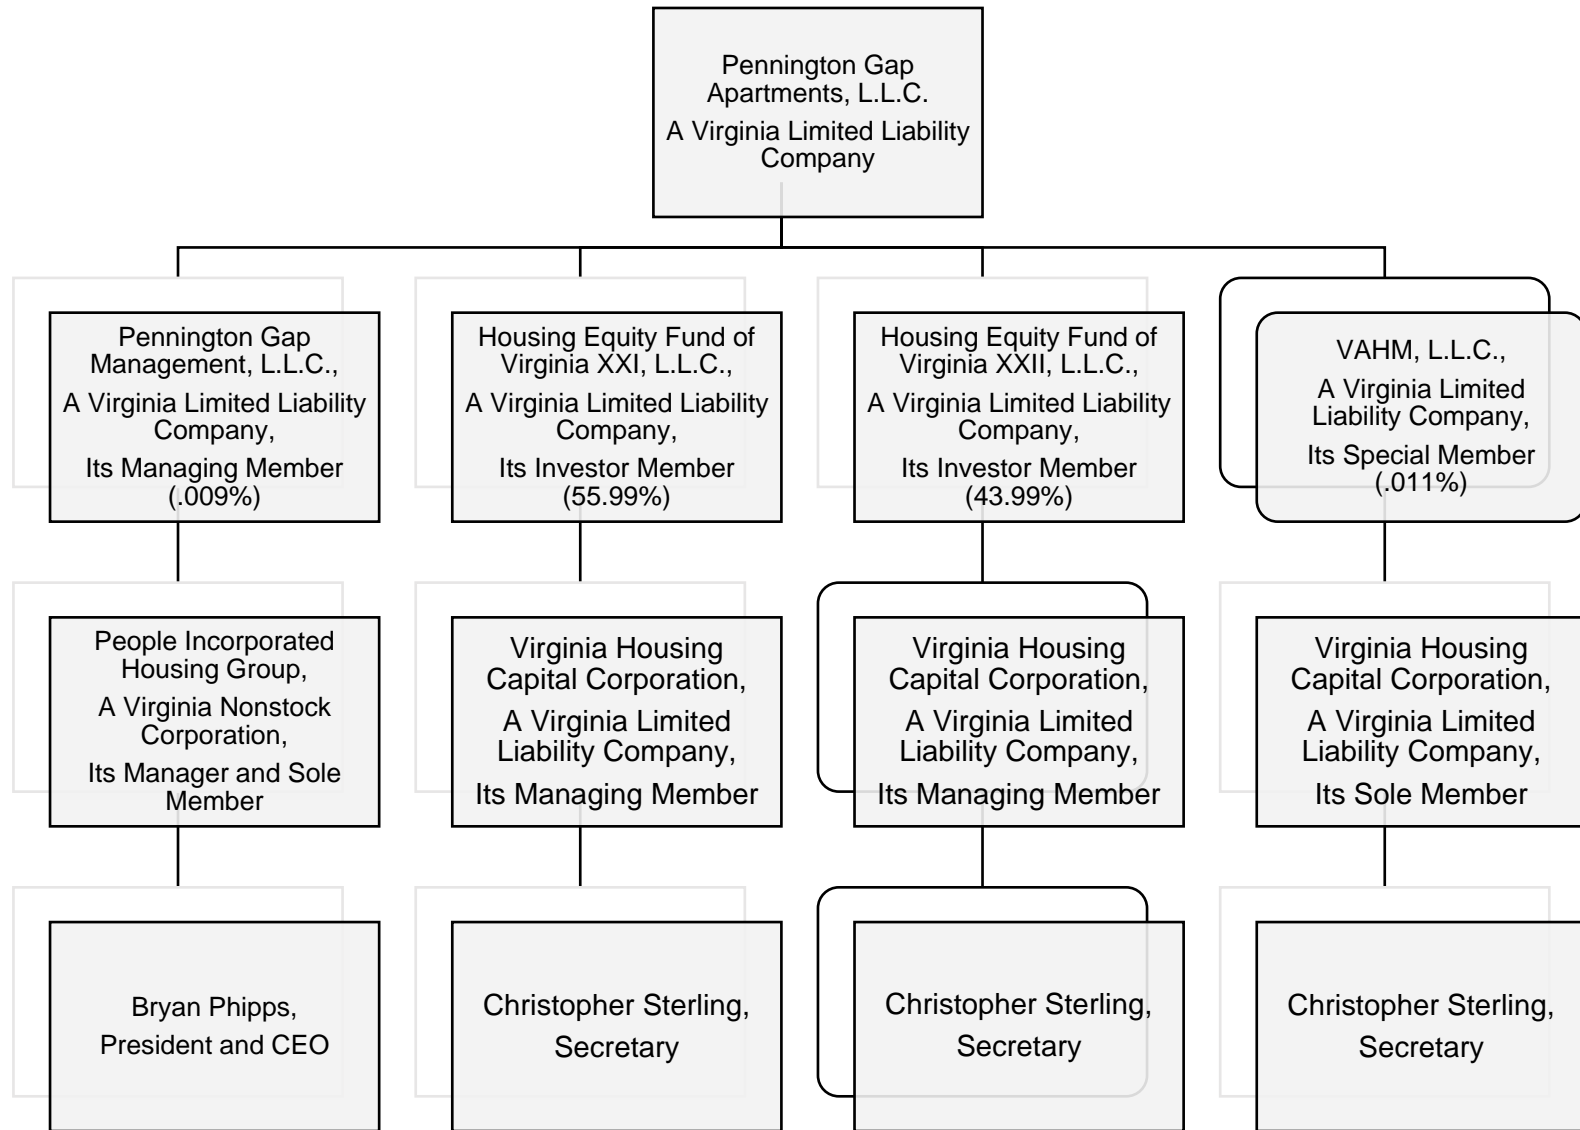 Pennington Gap
Apartments, L.L.C.
A Virginia Limited Liability
Company
Pennington Gap
Management, L.L.C.,
A Virginia Limited Liability
Company,
Its Managing Member
(.009%)
Housing Equity Fund of
Virginia XXI, L.L.C.,
A Virginia Limited Liability
Company,
Its Investor Member
(55.99%)
Housing Equity Fund of
Virginia XXII, L.L.C.,
A Virginia Limited Liability
Company,
Its Investor Member
(43.99%)
VAHM, L.L.C.,
A Virginia Limited
Liability Company,
Its Special Member
(.011%)
People Incorporated
Housing Group,
A Virginia Nonstock
Corporation,
Its Manager and Sole
Member
Virginia Housing
Capital Corporation,
A Virginia Limited
Liability Company,
Its Managing Member
Virginia Housing
Capital Corporation,
A Virginia Limited
Liability Company,
Its Managing Member
Virginia Housing
Capital Corporation,
A Virginia Limited
Liability Company,
Its Sole Member
Bryan Phipps,
President and CEO
Christopher Sterling,
Secretary
Christopher Sterling,
Secretary
Christopher Sterling,
Secretary